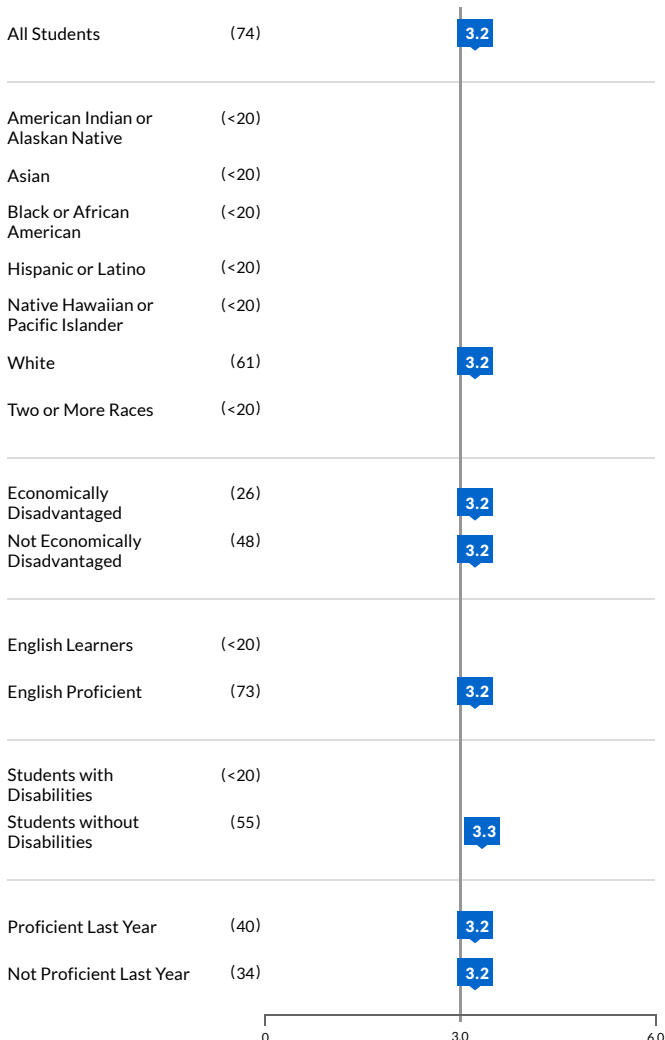 All Students (74) 3.2
American Indian or
Alaskan Native (<20)
Asian (<20)
Black or African
American (<20)
Hispanic or Latino (<20)
Native Hawaiian or
Pacific Islander (<20)
White (61) 3.2
Two or More Races (<20)
Economically
Disadvantaged (26) 3.2
Not Economically
Disadvantaged (48) 3.2
English Learners (<20)
English Proficient (73) 3.2
Students with
Disabilities (<20)
Students without
Disabilities (55) 3.3
Proficient Last Year (40) 3.2
Not Proficient Last Year (34) 3.2
0 3.0 6.0